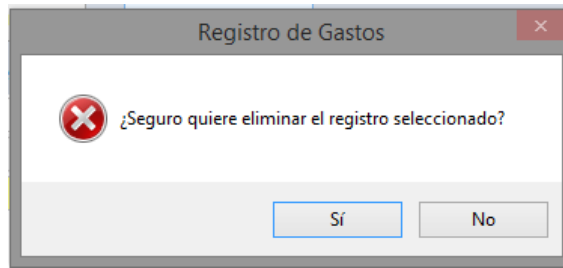 Registro de Gastos
¿Seguro quiere eliminar el registro seleccionado?
Sí
No